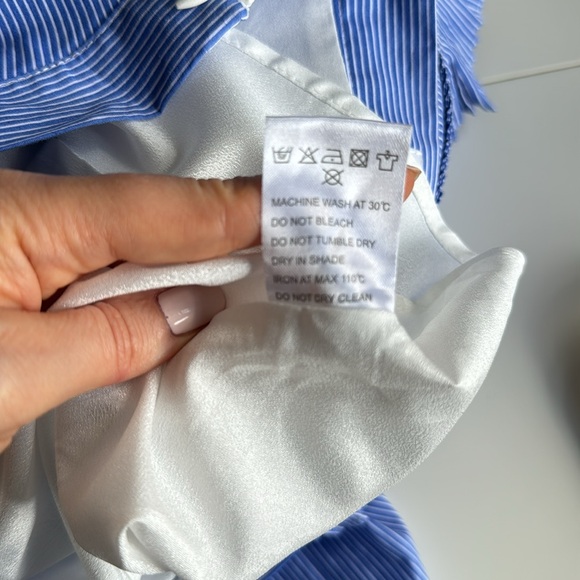 MACHINE WASH AT 30℃
DO NOT BLEACH
DO NOT TUMBLE DRY
DRY IN SHADE
IRON AT MAX 110℃
DO NOT DRY CLEAN